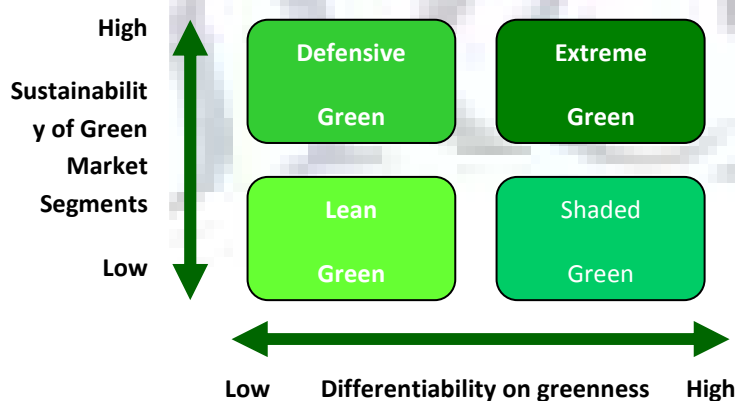 High
Sustainabilit
y of Green
Market
Segments
Low
Defensive
Green
Extreme
Green
Lean
Green
Shaded
Green
Low Differentiability on greenness High